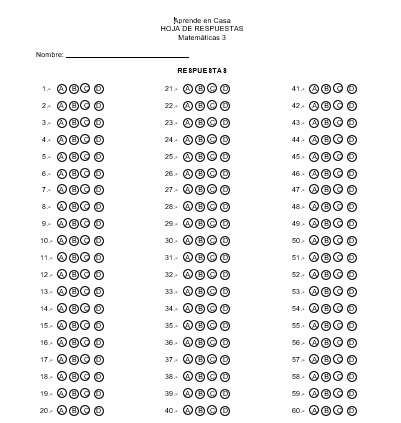 Aprende en Casa
HOJA DE RESPUESTAS
Matemáticas 3
Nombre:
RESPUESTAS
1.- A B C D 21.- A B C D 41.- A B C D
2.- A B C D 22.- A B C D 42.- A B C D
3.- A B C D 23.- A B C D 43.- A B C D
4.- A B C D 24.- A B C D 44.- A B C D
5.- A B C D 25.- A B C D 45.- A B C D
6.- A B C D 26.- A B C D 46.- A B C D
7.- A B C D 27.- A B C D 47.- A B C D
8.- A B C D 28.- A B C D 48.- A B C D
9.- A B C D 29.- A B C D 49.- A B C D
10.- A B C D 30.- A B C D 50.- A B C D
11.- A B C D 31.- A B C D 51.- A B C D
12.- A B C D 32.- A B C D 52.- A B C D
13.- A B C D 33.- A B C D 53.- A B C D
14.- A B C D 34.- A B C D 54.- A B C D
15.- A B C D 35.- A B C D 55.- A B C D
16.- A B C D 36.- A B C D 56.- A B C D
17.- A B C D 37.- A B C D 57.- A B C D
18.- A B C D 38.- A B C D 58.- A B C D
19.- A B C D 39.- A B C D 59.- A B C D
20.- A B C D 40.- A B C D 60.- A B C D